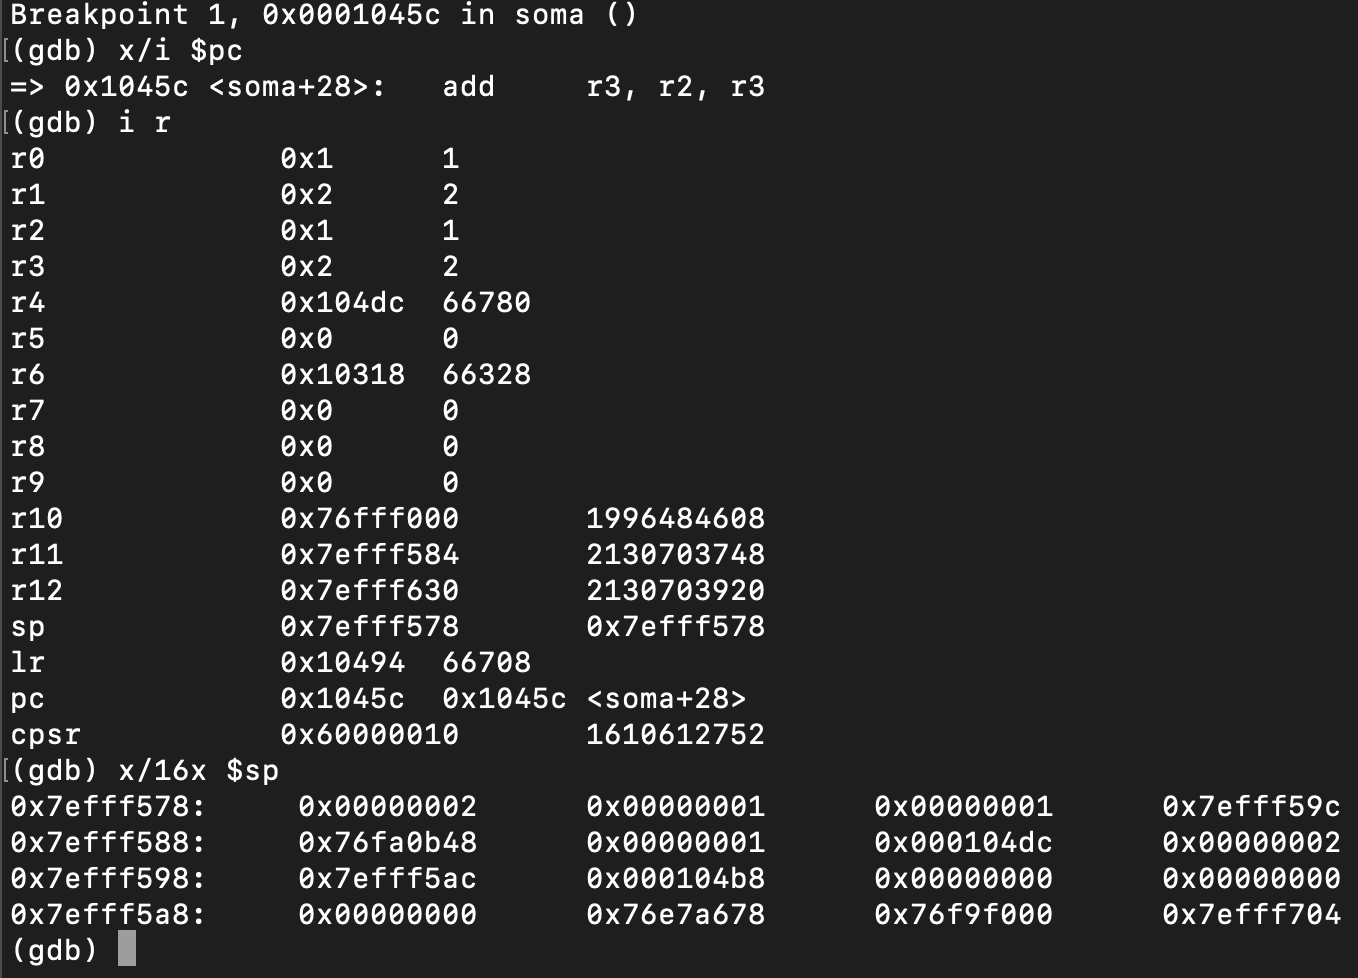 Breakpoint 1, 0x0001045c in soma ()
[(gdb) x/i $pc
=> 0x1045c <soma+28>:   add     r3, r2, r3
[(gdb) i r
r0             0x1      1
r1             0x2      2
r2             0x1      1
r3             0x2      2
r4             0x104dc  66780
r5             0x0      0
r6             0x10318  66328
r7             0x0      0
r8             0x0      0
r9             0x0      0
r10            0x76fff000       1996484608
r11            0x7efff584       2130703748
r12            0x7efff630       2130703920
sp             0x7efff578       0x7efff578
lr             0x10494  66708
pc             0x1045c  0x1045c <soma+28>
cpsr           0x60000010       1610612752
[(gdb) x/16x $sp
0x7efff578:     0x00000002      0x00000001      0x00000001      0x7efff59c
0x7efff588:     0x76fa0b48      0x00000001      0x000104dc      0x00000002
0x7efff598:     0x7efff5ac      0x000104b8      0x00000000      0x00000000
0x7efff5a8:     0x00000000      0x76e7a678      0x76f9f000      0x7efff704
(gdb)